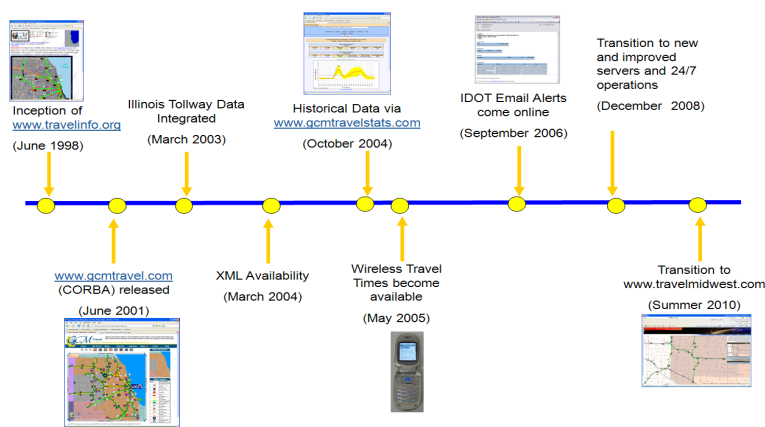 Inception of
www.travelinfo.org
(June 1998)
Illinois Tollway Data
Integrated
(March 2003)
Historical Data via
www.gcmtravelstats.com
(October 2004)
IDOT Email Alerts
come online
(September 2006)
Transition to new
and improved
servers and 24/7
operations
(December 2008)
www.gcmtravel.com
(CORBA) released
(June 2001)
XML Availability
(March 2004)
Wireless Travel
Times become
available
(May 2005)
Transition to
www.travelmidwest.com
(Summer 2010)